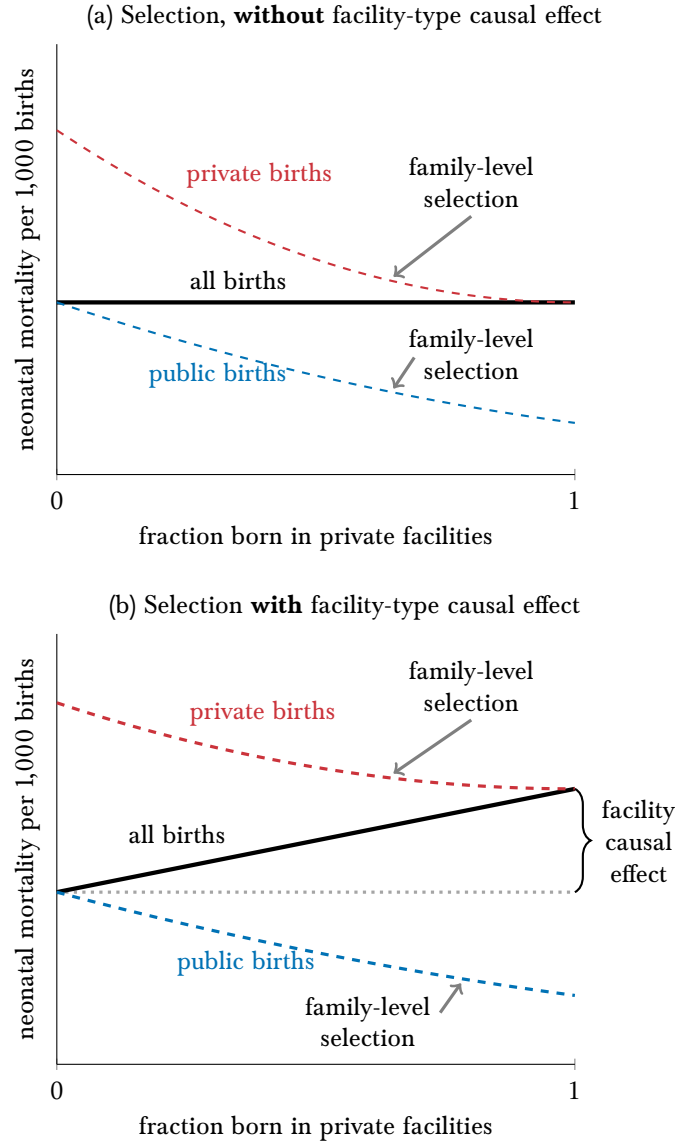 (a) Selection, without facility-type causal effect
neonatal mortality per 1,000 births
private births
family-level
selection
all births
family-level
selection
public births
0
1
fraction born in private facilities
(b) Selection with facility-type causal effect
neonatal mortality per 1,000 births
family-level
selection
private births
all births
facility
causal
effect
public births
family-level
selection
0
1
fraction born in private facilities